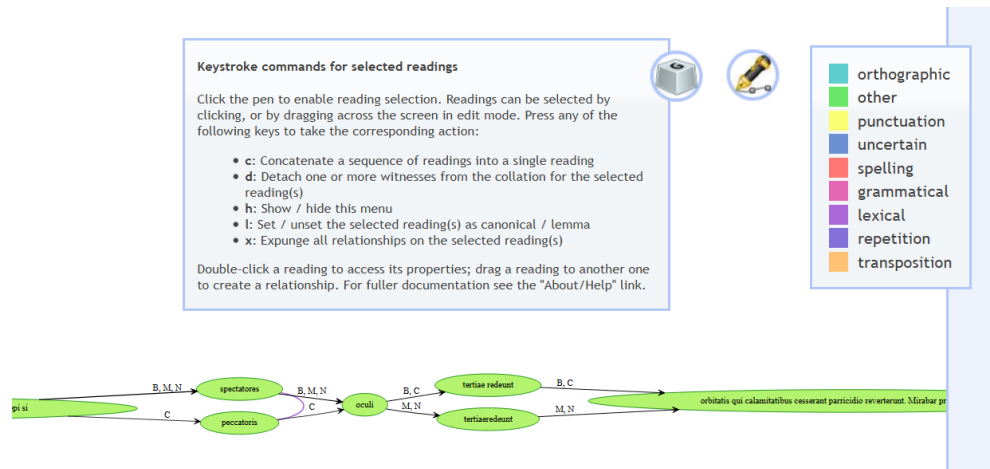 Keystroke commands for selected readings
Click the pen to enable reading selection. Readings can be selected by
clicking, or by dragging across the screen in edit mode. Press any of the
following keys to take the corresponding action:
• c: Concatenate a sequence of readings into a single reading
• d: Detach one or more witnesses from the collation for the selected
reading(s)
• h: Show / hide this menu
• l: Set / unset the selected reading(s) as canonical / lemma
• x: Expunge all relationships on the selected reading(s)
Double-click a reading to access its properties; drag a reading to another one
to create a relationship. For fuller documentation see the "About/Help" link.
G
orthographic
other
punctuation
uncertain
spelling
grammatical
lexical
repetition
transposition
pi si
B, M, N
C
spectatores
peccatoris
B, M, N
C
oculi
B, C
M, N
tertiae redeunt
tertiaeredeunt
B, C
M, N
orbitatis qui calamitatibus cesserant parricidio reverterunt. Mirabar pr